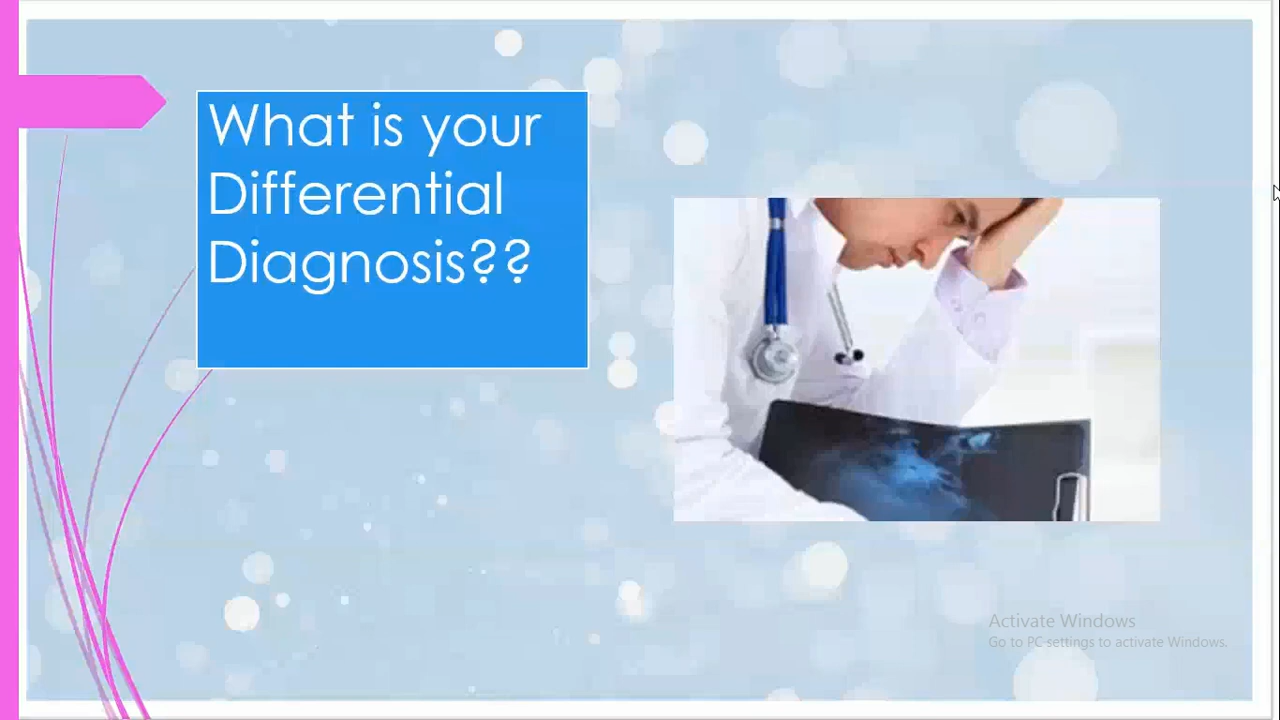 What is your
Differential
Diagnosis??
Activate Windows
Go to PC settings to activate Windows.